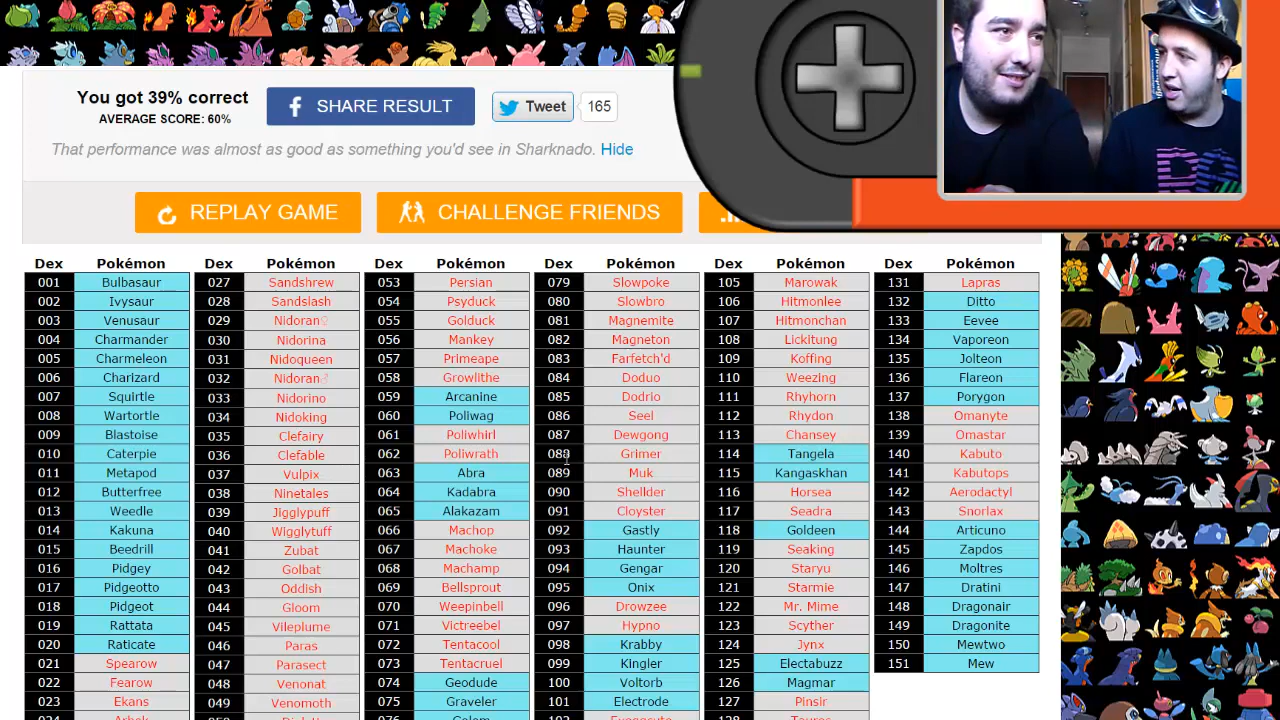 You got 39% correct
AVERAGE SCORE: 60%
SHARE RESULT
Tweet 165
That performance was almost as good as something you'd see in Sharknado. Hide
REPLAY GAME
CHALLENGE FRIENDS
Dex Pokémon Dex Pokémon Dex Pokémon Dex Pokémon Dex Pokémon Dex Pokémon
001 Bulbasaur 027 Sandshrew 053 Persian 079 Slowpoke 105 Marowak 131 Lapras
002 Ivysaur 028 Sandslash 054 Psyduck 080 Slowbro 106 Hitmonlee 132 Ditto
003 Venusaur 029 Nidoran♀ 055 Golduck 081 Magnemite 107 Hitmonchan 133 Eevee
004 Charmander 030 Nidorina 056 Mankey 082 Magneton 108 Lickitung 134 Vaporeon
005 Charmeleon 031 Nidoqueen 057 Primeape 083 Farfetch'd 109 Koffing 135 Jolteon
006 Charizard 032 Nidoran♂ 058 Growlithe 084 Doduo 110 Weezing 136 Flareon
007 Squirtle 033 Nidorino 059 Arcanine 085 Dodrio 111 Rhyhorn 137 Porygon
008 Wartortle 034 Nidoking 060 Poliwag 086 Seel 112 Rhydon 138 Omanyte
009 Blastoise 035 Clefairy 061 Poliwhirl 087 Dewgong 113 Chansey 139 Omastar
010 Caterpie 036 Clefable 062 Poliwrath 088 Grimer 114 Tangela 140 Kabuto
011 Metapod 037 Vulpix 063 Abra 089 Muk 115 Kangaskhan 141 Kabutops
012 Butterfree 038 Ninetales 064 Kadabra 090 Shellder 116 Horsea 142 Aerodactyl
013 Weedle 039 Jigglypuff 065 Alakazam 091 Cloyster 117 Seadra 143 Snorlax
014 Kakuna 040 Wigglytuff 066 Machop 092 Gastly 118 Goldeen 144 Articuno
015 Beedrill 041 Zubat 067 Machoke 093 Haunter 119 Seaking 145 Zapdos
016 Pidgey 042 Golbat 068 Machamp 094 Gengar 120 Staryu 146 Moltres
017 Pidgeotto 043 Oddish 069 Bellsprout 095 Onix 121 Starmie 147 Dratini
018 Pidgeot 044 Gloom 070 Weepinbell 096 Drowzee 122 Mr. Mime 148 Dragonair
019 Rattata 045 Vileplume 071 Victreebel 097 Hypno 123 Scyther 149 Dragonite
020 Raticate 046 Paras 072 Tentacool 098 Krabby 124 Jynx 150 Mewtwo
021 Spearow 047 Parasect 073 Tentacruel 099 Kingler 125 Electabuzz 151 Mew
022 Fearow 048 Venonat 074 Geodude 100 Voltorb 126 Magmar
023 Ekans 049 Venomoth 075 Graveler 101 Electrode 127 Pinsir